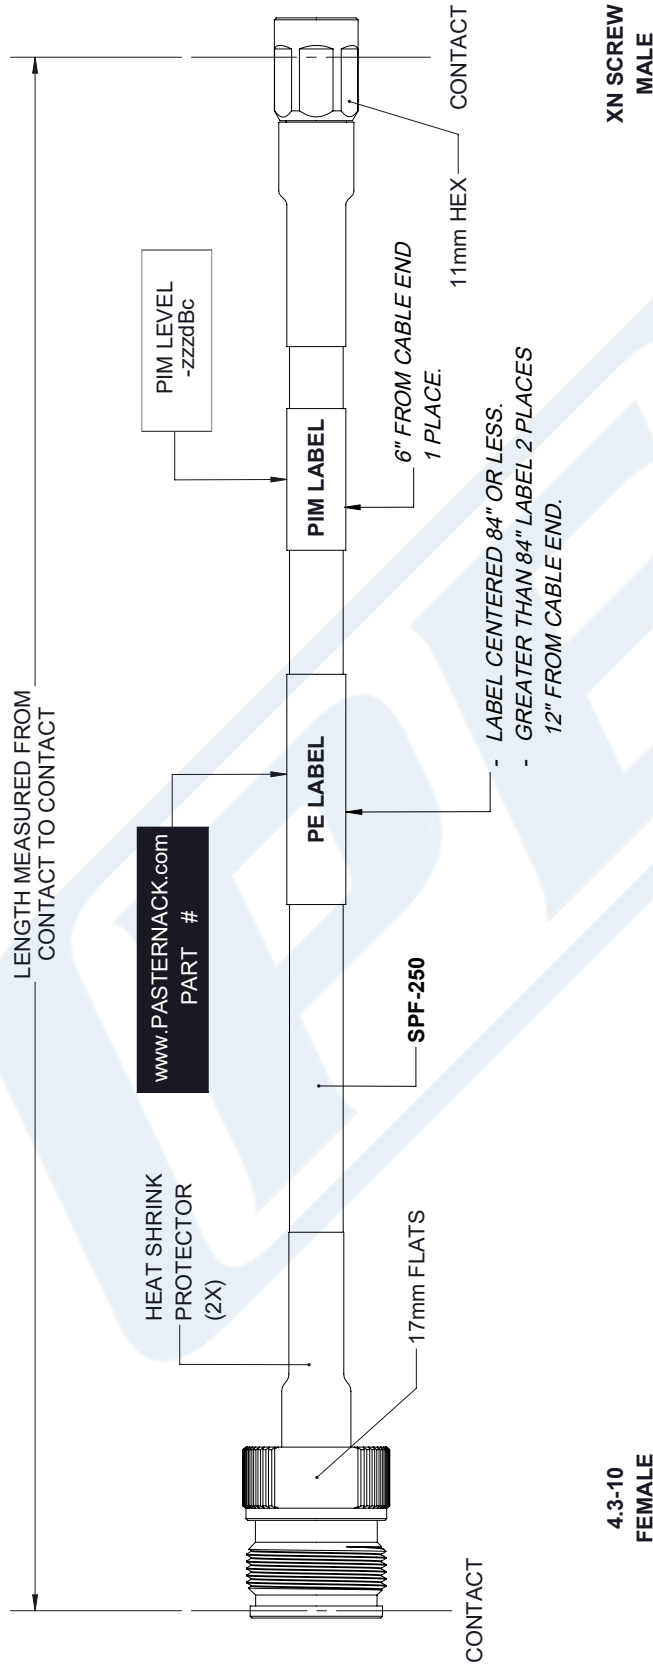 LENGTH MEASURED FROM
CONTACT TO CONTACT
www.PASTERNACK.com
PART #
PIM LEVEL
-zzzdBc
HEAT SHRINK
PROTECTOR
(2X)
PE LABEL
PIM LABEL
SPF-250
17mm FLATS
6" FROM CABLE END
1 PLACE.
11mm HEX
- LABEL CENTERED 84" OR LESS.
- GREATER THAN 84" LABEL 2 PLACES
12" FROM CABLE END.
CONTACT
CONTACT
4.3-10
FEMALE
XN SCREW
MALE